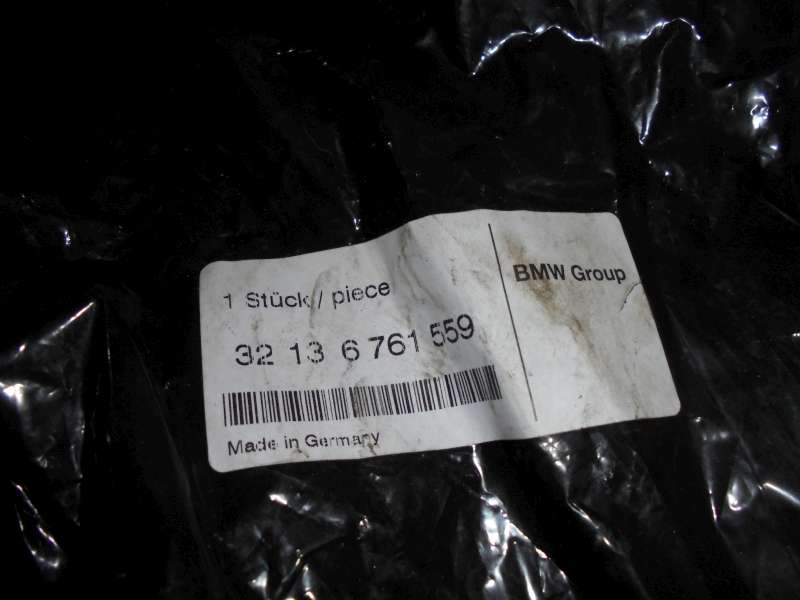 1 Stück / piece
BMW Group
32 13 6 761 559
Made in Germany